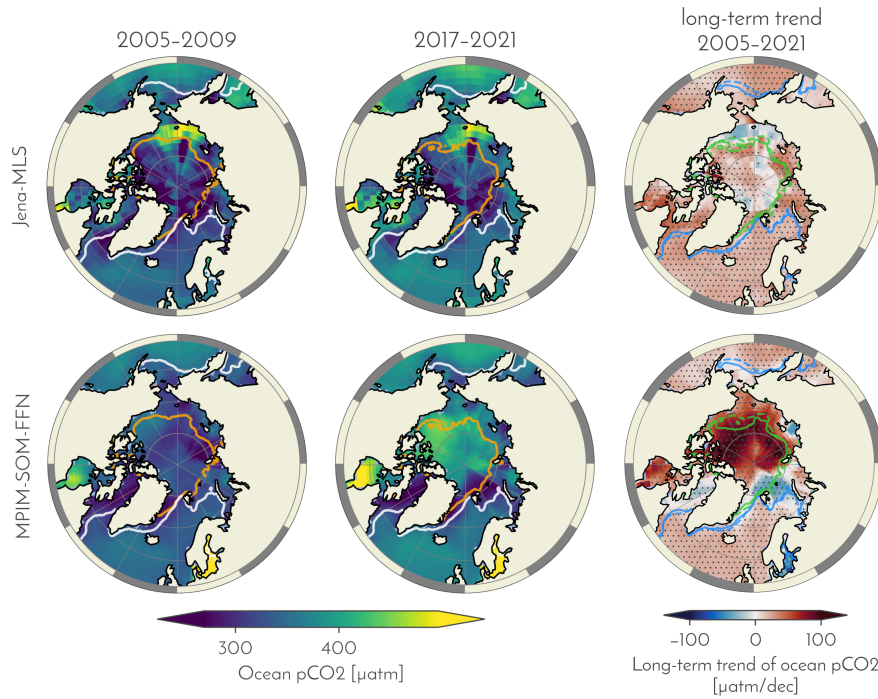 2005–2009
2017–2021
long-term trend
2005–2021
Jena-MLS
MPIM-SOM-FFN
300
400
Ocean pCO2 [µatm]
−100
0
100
Long-term trend of ocean pCO2
[µatm/dec]